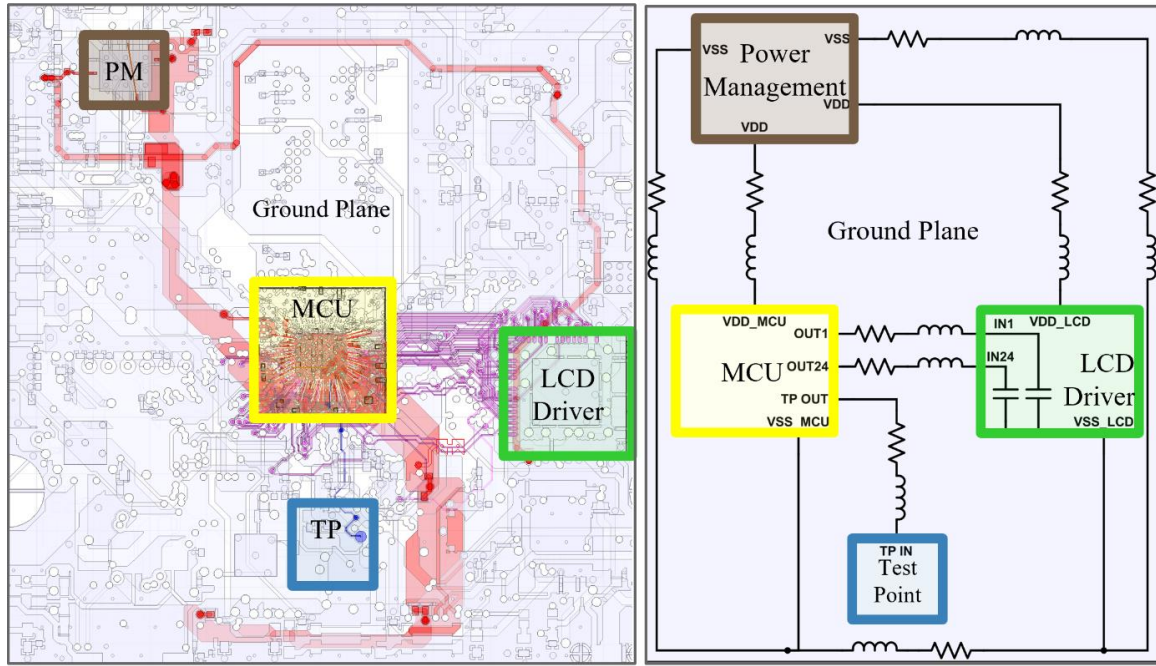 PM
Ground Plane
MCU
LCD
Driver
TP
VSS
Power
Management
VSS
VDD
VDD
Ground Plane
VDD_MCU
OUT1
MCU
OUT24
TP OUT
VSS_MCU
IN1
VDD_LCD
IN24
LCD
Driver
VSS_LCD
TP IN
Test
Point